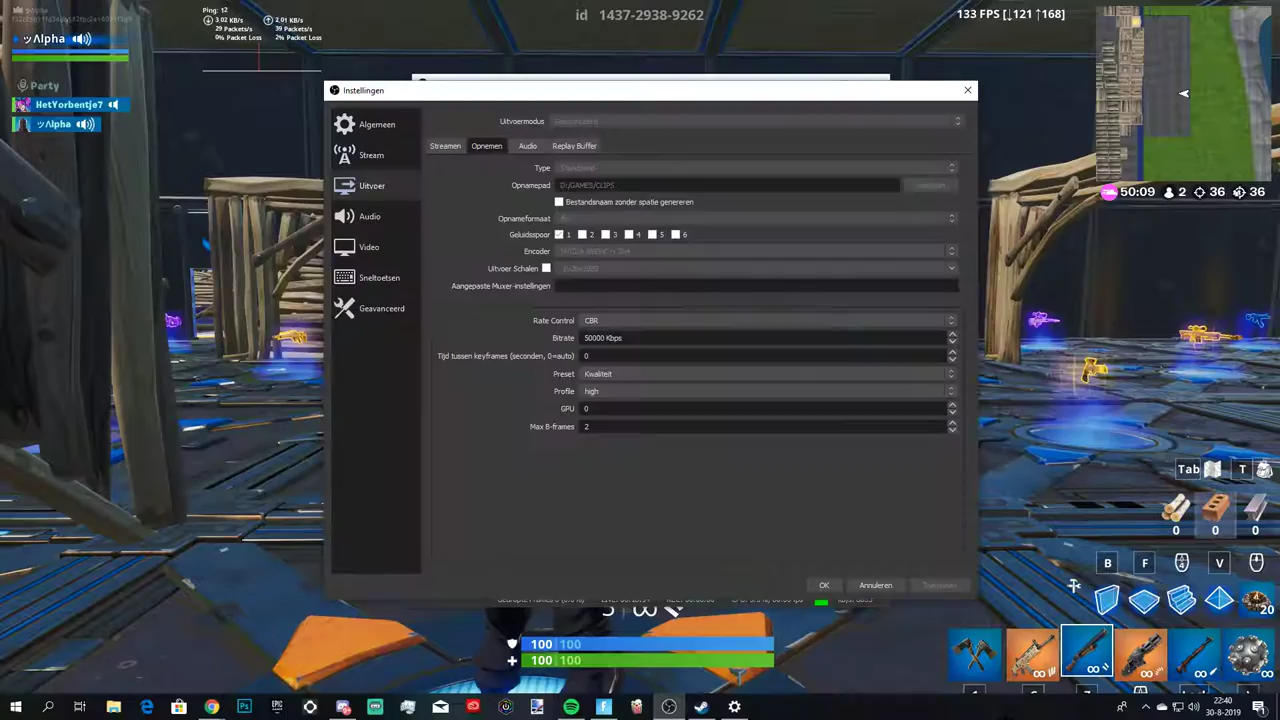 Ping: 12
3,02 KB/s
29 Packets/s
0% Packet Loss
2,01 KB/s
39 Packets/s
2% Packet Loss
id 1437-2938-9262
133 FPS [↓121 ↑168]
ッΛlpha
Party
HetYorbentje7
ッΛlpha
50:09 2 36 36
Instellingen
Algemeen
Stream
Uitvoer
Audio
Video
Sneltoetsen
Geavanceerd
Uitvoermodus
Streamen Opnemen Audio Replay Buffer
Type
Opnamepad D:/GAMES/CLIPS
Bestandsnaam zonder spatie genereren
Opnameformaat
Geluidsspoor 1 2 3 4 5 6
Encoder
Uitvoer Schalen
Aangepaste Muxer-instellingen
Rate Control CBR
Bitrate 50000 Kbps
Tijd tussen keyframes (seconden, 0=auto) 0
Preset Kwaliteit
Profile high
GPU 0
Max B-frames 2
OK Annuleren
Tab T
0 0 0
B F 4 V
20
100 | 100
100 | 100
22:40
30-8-2019